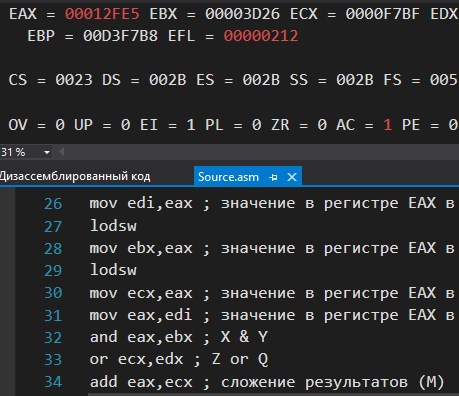 EAX = 00012FE5 EBX = 00003D26 ECX = 0000F7BF EDX
EBP = 00D3F7B8 EFL = 00000212
CS = 0023 DS = 002B ES = 002B SS = 002B FS = 005
OV = 0 UP = 0 EI = 1 PL = 0 ZR = 0 AC = 1 PE = 0
31 %
Дизассемблированный код Source.asm
26 mov edi,eax ; значение в регистре EAX в
27 lodsw
28 mov ebx,eax ; значение в регистре EAX в
29 lodsw
30 mov ecx,eax ; значение в регистре EAX в
31 mov eax,edi ; значение в регистре EAX в
32 and eax,ebx ; X & Y
33 or ecx,edx ; Z or Q
34 add eax,ecx ; сложение результатов (M)